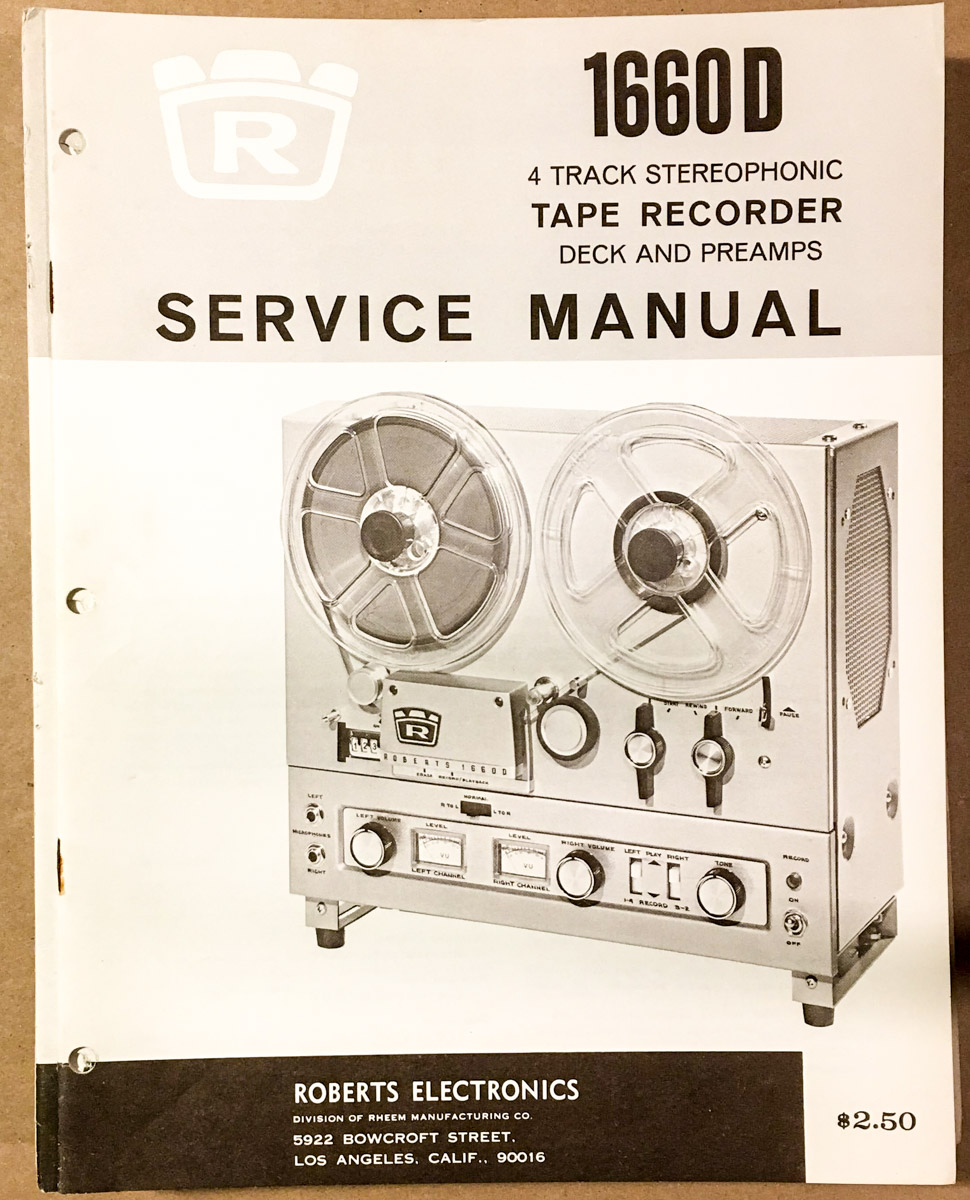 R
1660D
4 TRACK STEREOPHONIC
TAPE RECORDER
DECK AND PREAMPS
SERVICE MANUAL
START REWIND FORWARD
PAUSE
R
ROBERTS 1660D
NORMAL
R TO L L TO R
LEFT
MICROPHONES
RIGHT
LEFT VOLUME
LEVEL
VU
LEFT CHANNEL
LEVEL
VU
RIGHT CHANNEL
RIGHT VOLUME
LEFT PLAY RIGHT
1-4 RECORD 3-2
TONE
RECORD
ON
OFF
ROBERTS ELECTRONICS
DIVISION OF RHEEM MANUFACTURING CO.
5922 BOWCROFT STREET,
LOS ANGELES, CALIF., 90016
$2.50